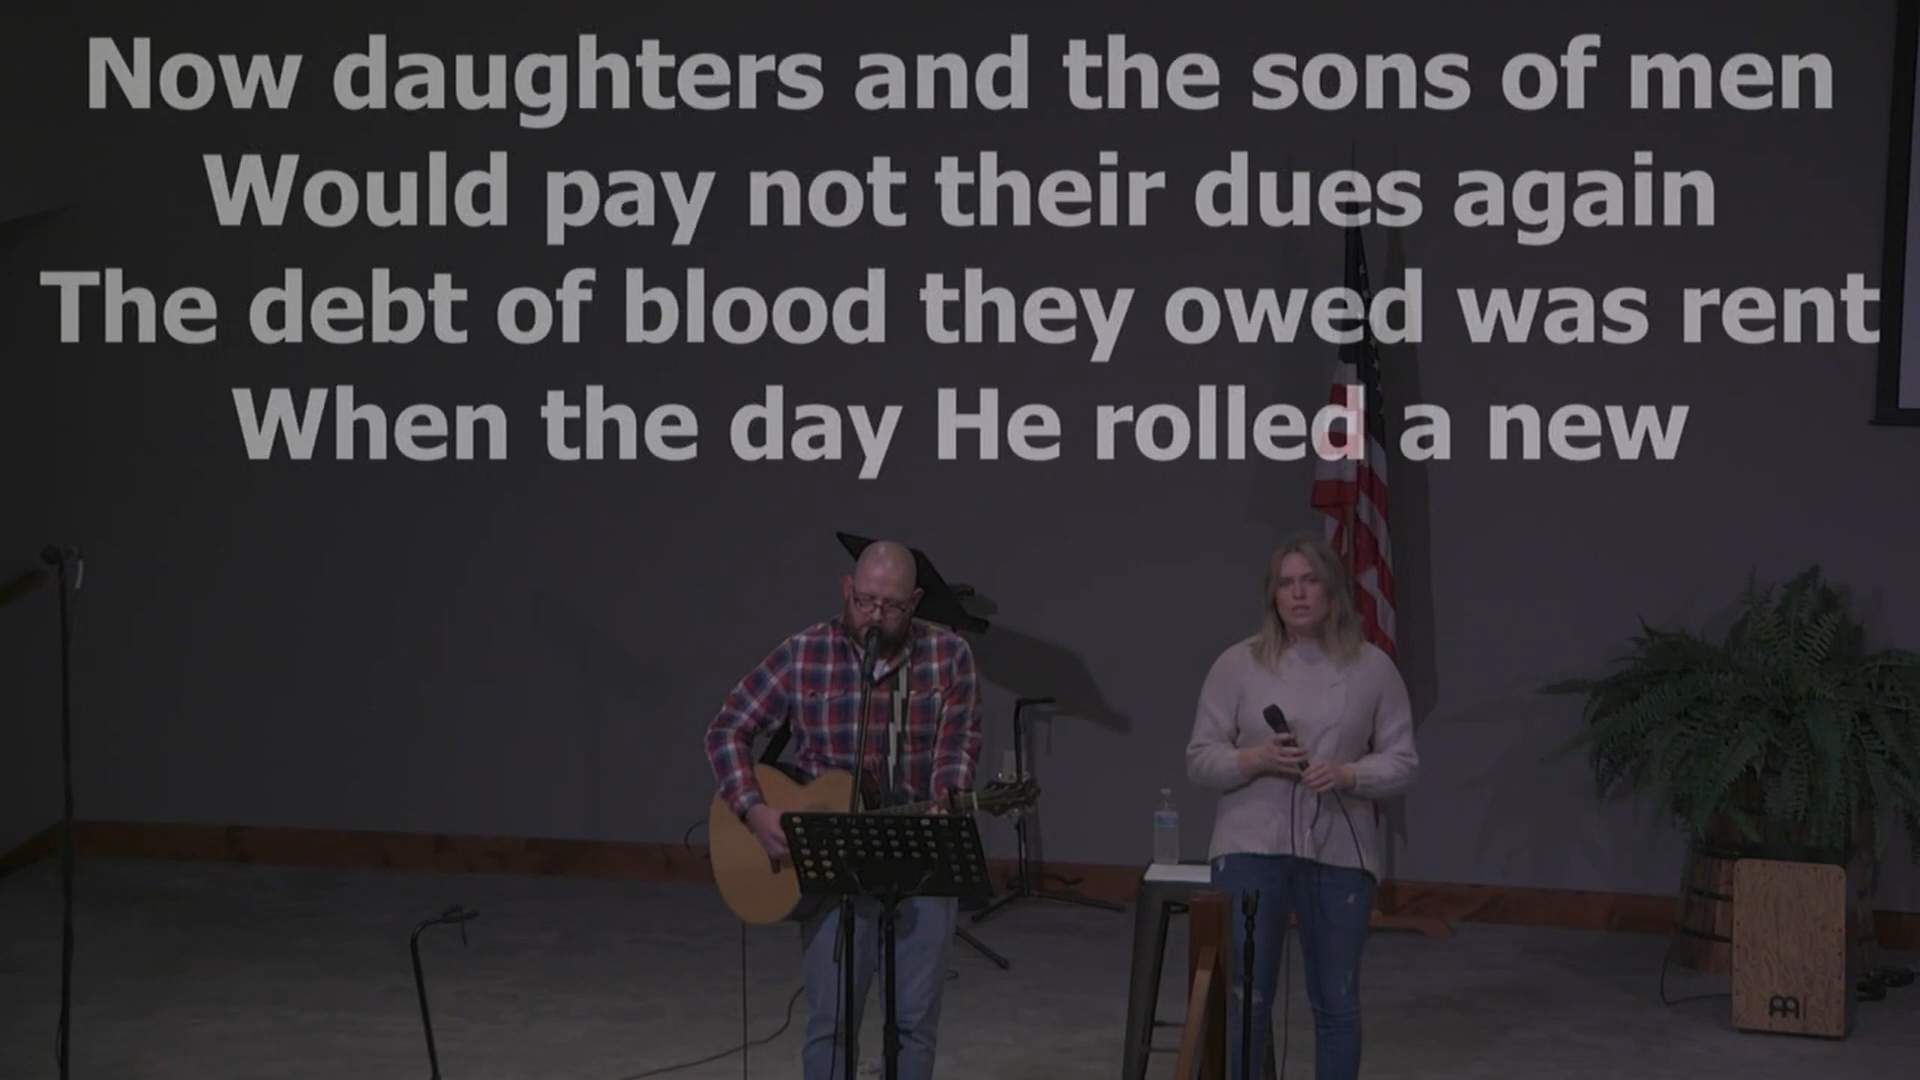 Now daughters and the sons of men
Would pay not their dues again
The debt of blood they owed was rent
When the day He rolled a new